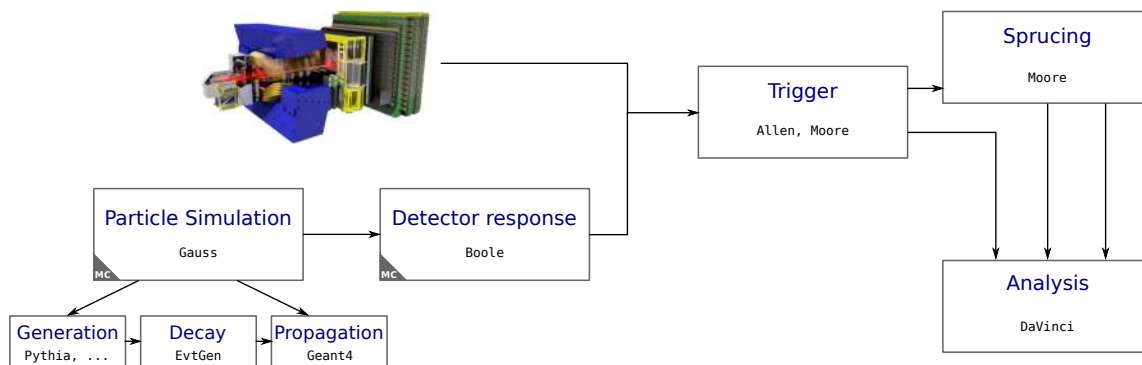 Sprucing
Moore
Trigger
Allen, Moore
Particle Simulation
Gauss
MC
Detector response
Boole
MC
Analysis
DaVinci
Generation
Pythia, ...
Decay
EvtGen
Propagation
Geant4